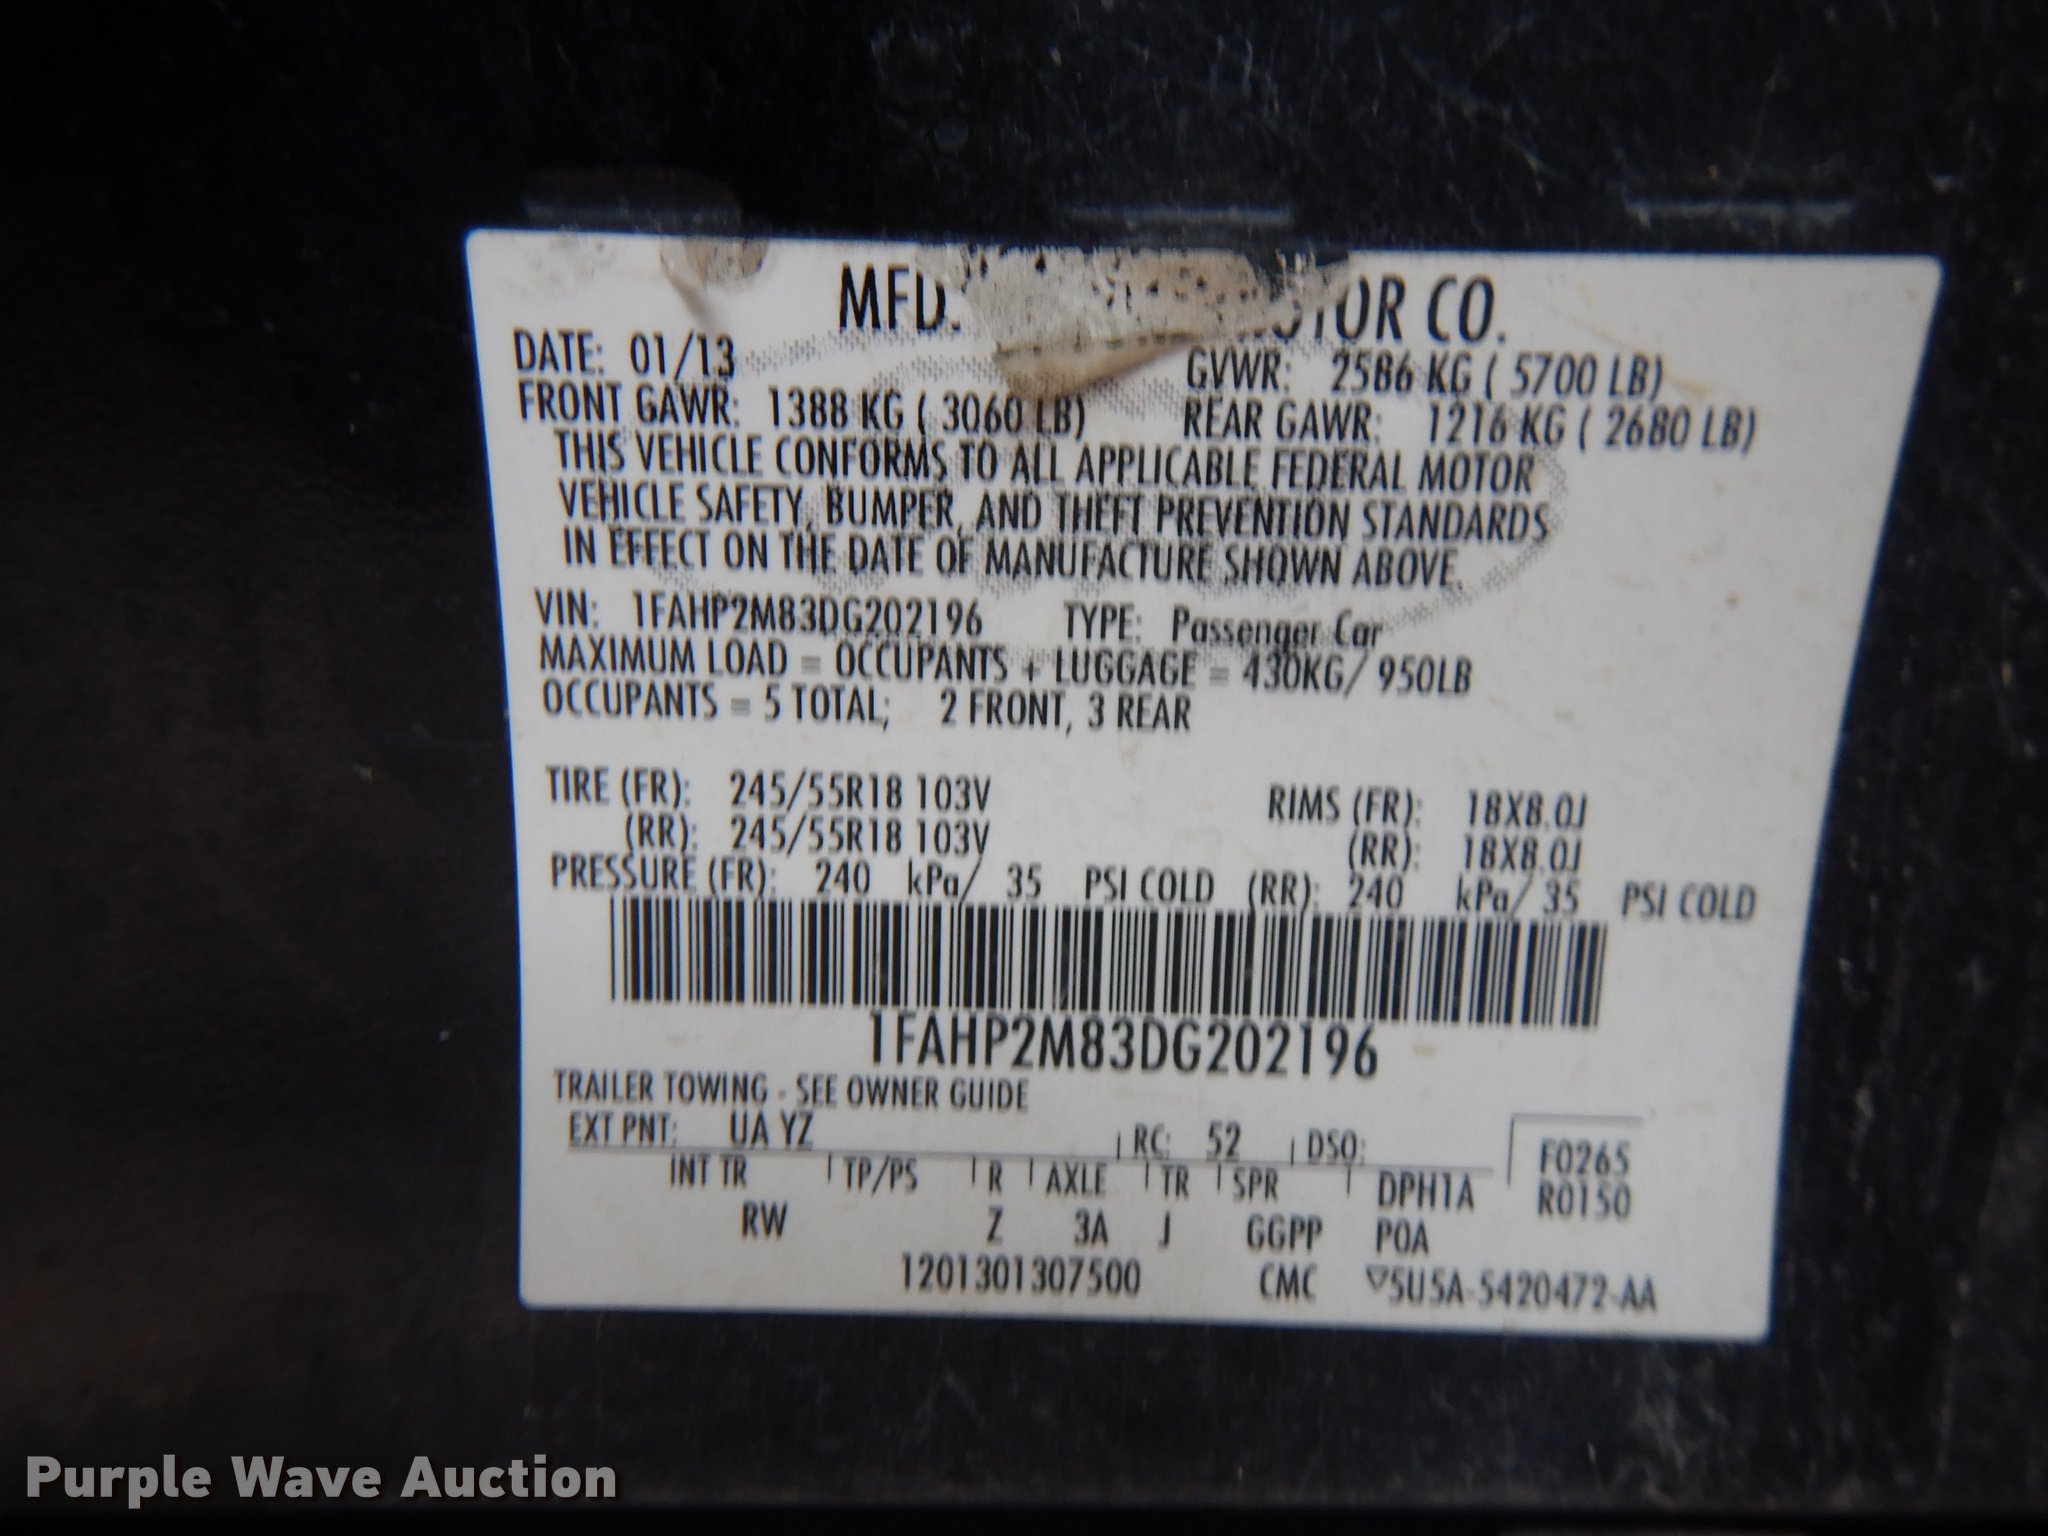 MFD. MOTOR CO.
DATE: 01/13
GVWR: 2586 KG ( 5700 LB)
FRONT GAWR: 1388 KG ( 3060 LB) REAR GAWR: 1216 KG ( 2680 LB)
THIS VEHICLE CONFORMS TO ALL APPLICABLE FEDERAL MOTOR
VEHICLE SAFETY, BUMPER, AND THEFT PREVENTION STANDARDS
IN EFFECT ON THE DATE OF MANUFACTURE SHOWN ABOVE.
VIN: 1FAHP2M83DG202196 TYPE: Passenger Car
MAXIMUM LOAD = OCCUPANTS + LUGGAGE = 430KG/ 950LB
OCCUPANTS = 5 TOTAL; 2 FRONT, 3 REAR
TIRE (FR): 245/55R18 103V RIMS (FR): 18X8.0J
(RR): 245/55R18 103V (RR): 18X8.0J
PRESSURE (FR): 240 kPa/ 35 PSI COLD (RR): 240 kPa/ 35 PSI COLD
1FAHP2M83DG202196
TRAILER TOWING - SEE OWNER GUIDE
EXT PNT: UA YZ RC: 52 DSO: F0265
INT TR TP/PS R AXLE TR SPR DPH1A R0150
RW Z 3A J GGPP POA
1201301307500 CMC ▽5U5A-5420472-AA
Purple Wave Auction